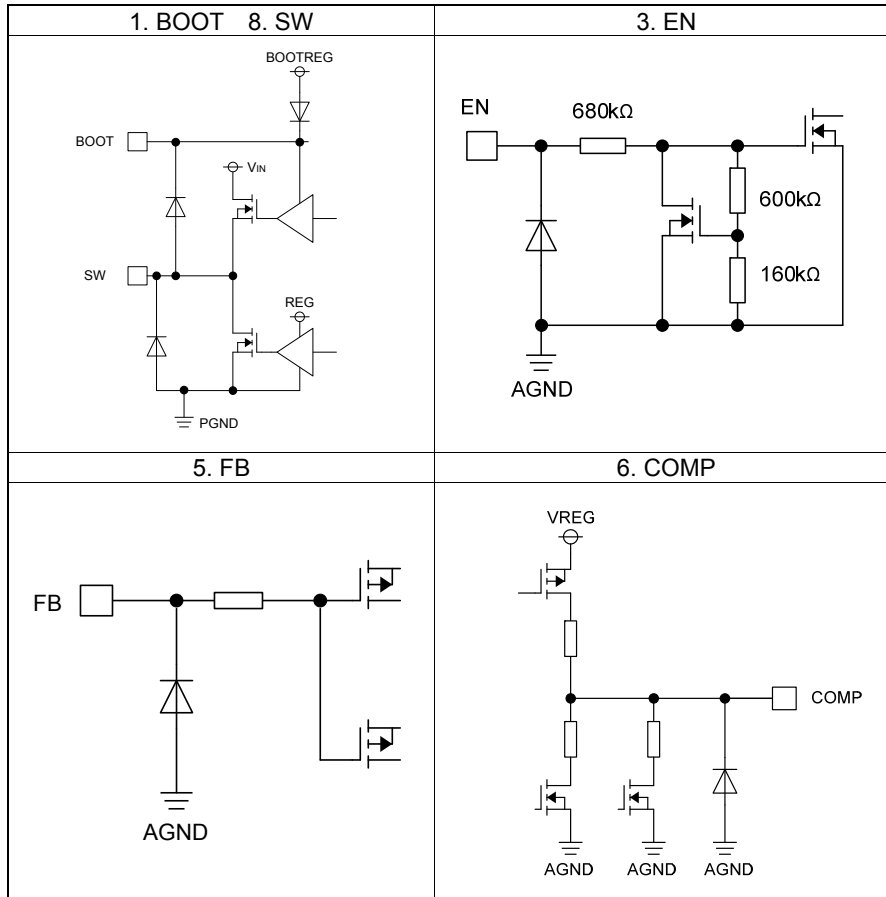 1. BOOT 8. SW
3. EN
BOOTREG
BOOT
VIN
SW
REG
PGND
EN
680kΩ
600kΩ
160kΩ
AGND
5. FB
6. COMP
FB
AGND
VREG
COMP
AGND AGND AGND